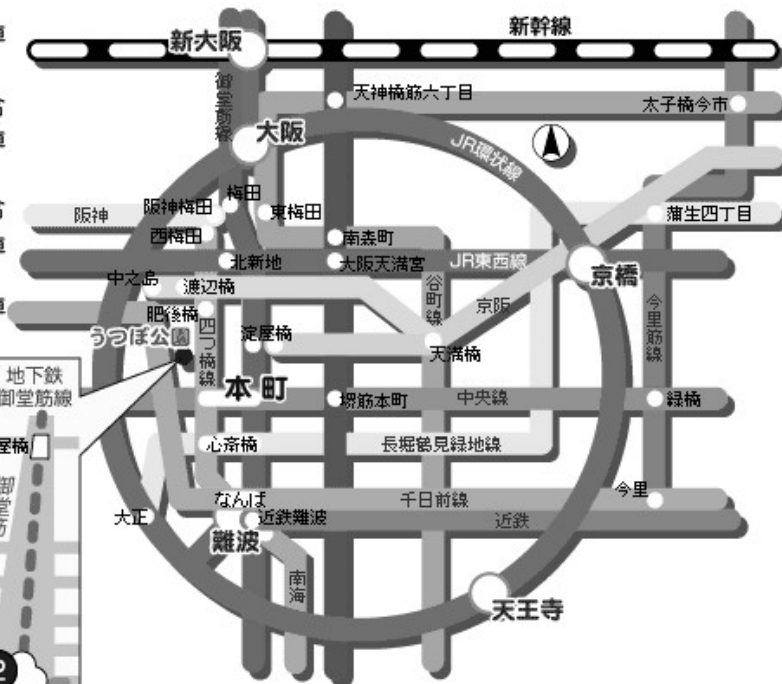 新幹線
新大阪
御堂筋線
天神橋筋六丁目
太子橋今市
大阪
JR環状線
梅田
阪神梅田
東梅田
阪神
西梅田
南森町
蒲生四丁目
北新地
大阪天満宮
JR東西線
京橋
中之島
渡辺橋
谷町線
京阪
今里筋線
肥後橋
うつぼ公園
四つ橋線
淀屋橋
天満橋
地下鉄
御堂筋線
本町
堺筋本町
中央線
緑橋
屋橋
心斎橋
長堀鶴見緑地線
御堂筋
なんば
千日前線
今里
大正
近鉄難波
近鉄
難波
南海
天王寺
2